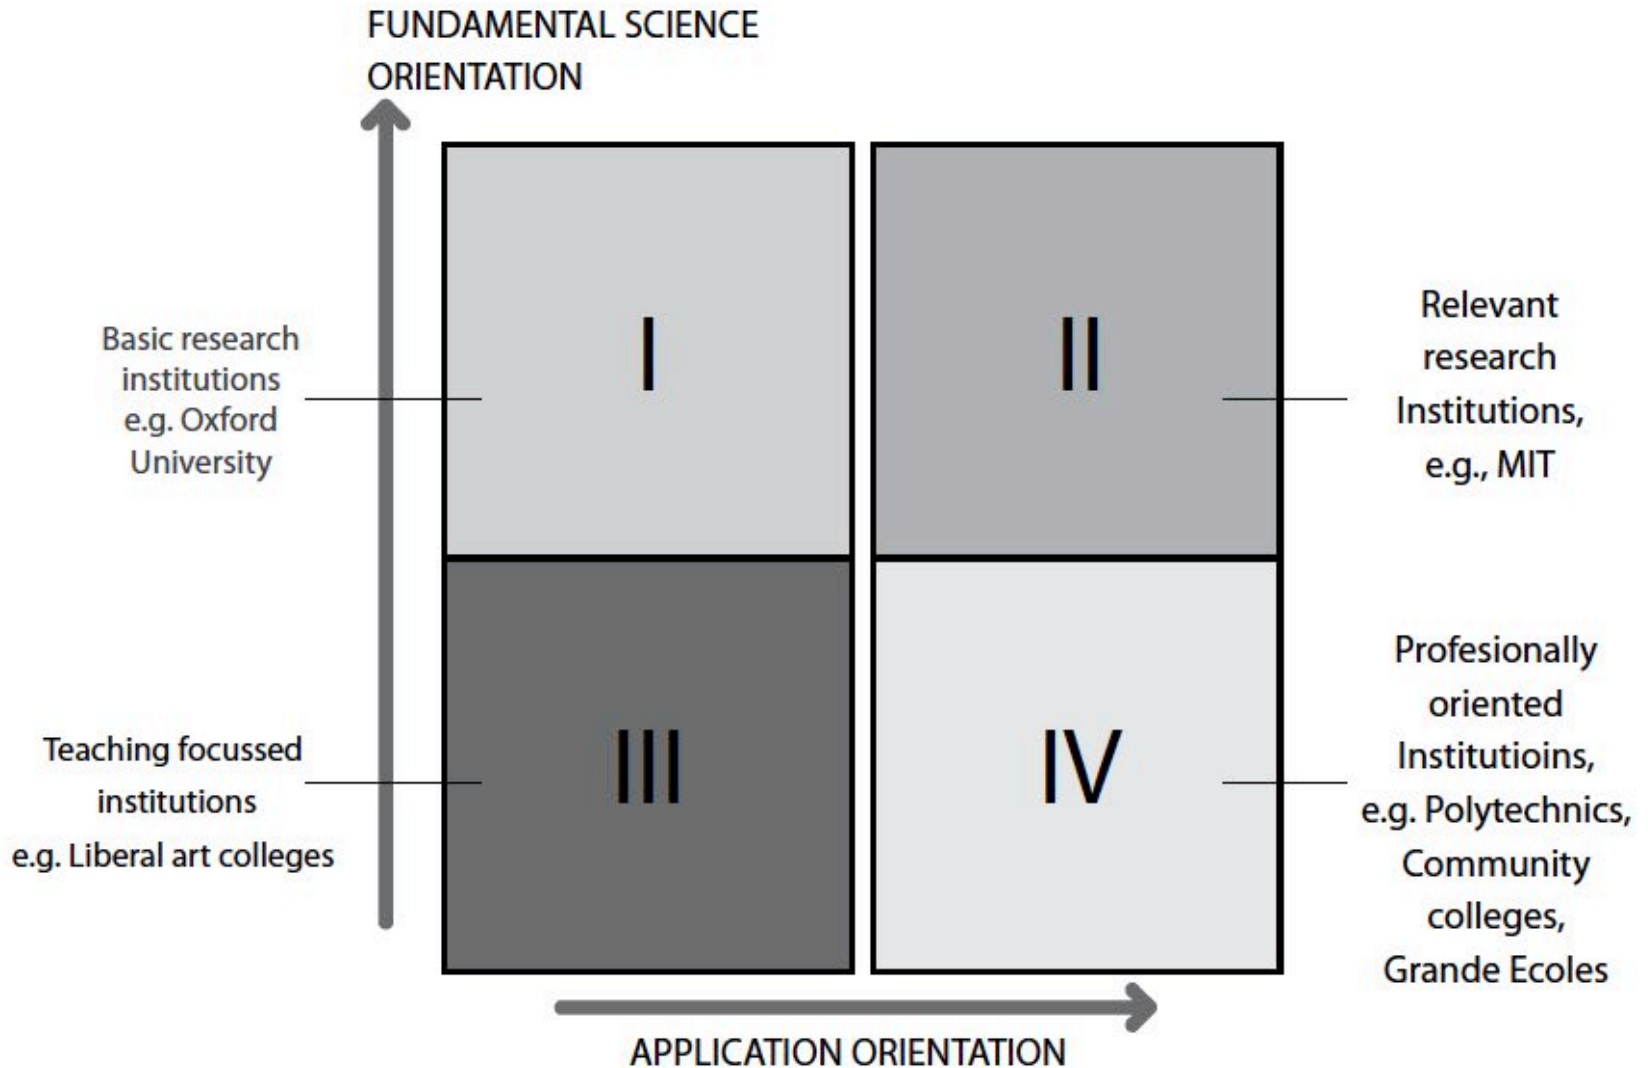 FUNDAMENTAL SCIENCE
ORIENTATION
I
II
Basic research
institutions
e.g. Oxford
University
Relevant
research
Institutions,
e.g., MIT
III
IV
Teaching focussed
institutions
e.g. Liberal art colleges
Profesionally
oriented
Institutioins,
e.g. Polytechnics,
Community
colleges,
Grande Ecoles
APPLICATION ORIENTATION